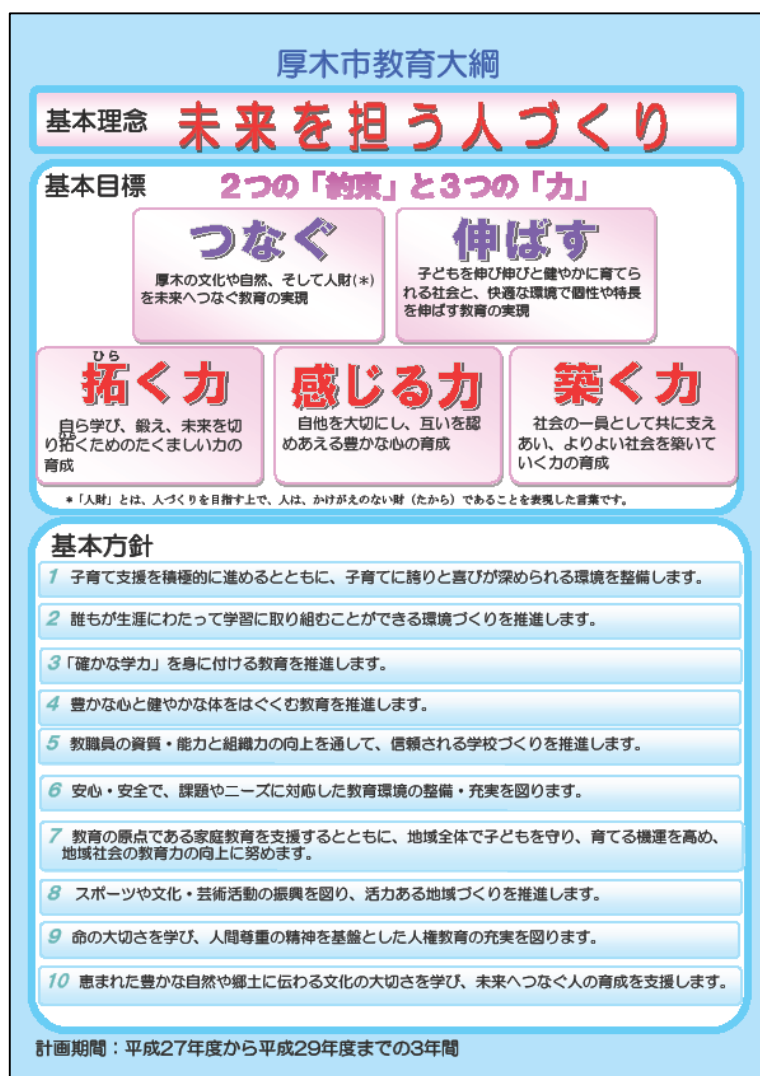 厚木市教育大綱
基本理念 未来を担う人づくり
基本目標 2つの「約束」と3つの「力」
つなぐ
厚木の文化や自然、そして人財(*)
を未来へつなぐ教育の実現
伸ばす
子どもを伸び伸びと健やかに育てら
れる社会と、快適な環境で個性や特長
を伸ばす教育の実現
ひら
拓く力
自ら学び、鍛え、未来を切
り拓くためのたくましい力の
育成
感じる力
自他を大切にし、互いを認
めあえる豊かな心の育成
築く力
社会の一員として共に支え
あい、よりよい社会を築いて
いく力の育成
*「人財」とは、人づくりを目指す上で、人は、かけがえのない財(たから)であることを表現した言葉です。
基本方針
1 子育て支援を積極的に進めるとともに、子育てに誇りと喜びが深められる環境を整備します。
2 誰もが生涯にわたって学習に取り組むことができる環境づくりを推進します。
3「確かな学力」を身に付ける教育を推進します。
4 豊かな心と健やかな体をはぐくむ教育を推進します。
5 教職員の資質・能力と組織力の向上を通して、信頼される学校づくりを推進します。
6 安心・安全で、課題やニーズに対応した教育環境の整備・充実を図ります。
7 教育の原点である家庭教育を支援するとともに、地域全体で子どもを守り、育てる機運を高め、
地域社会の教育力の向上に努めます。
8 スポーツや文化・芸術活動の振興を図り、活力ある地域づくりを推進します。
9 命の大切さを学び、人間尊重の精神を基盤とした人権教育の充実を図ります。
10 恵まれた豊かな自然や郷土に伝わる文化の大切さを学び、未来へつなぐ人の育成を支援します。
計画期間:平成27年度から平成29年度までの3年間